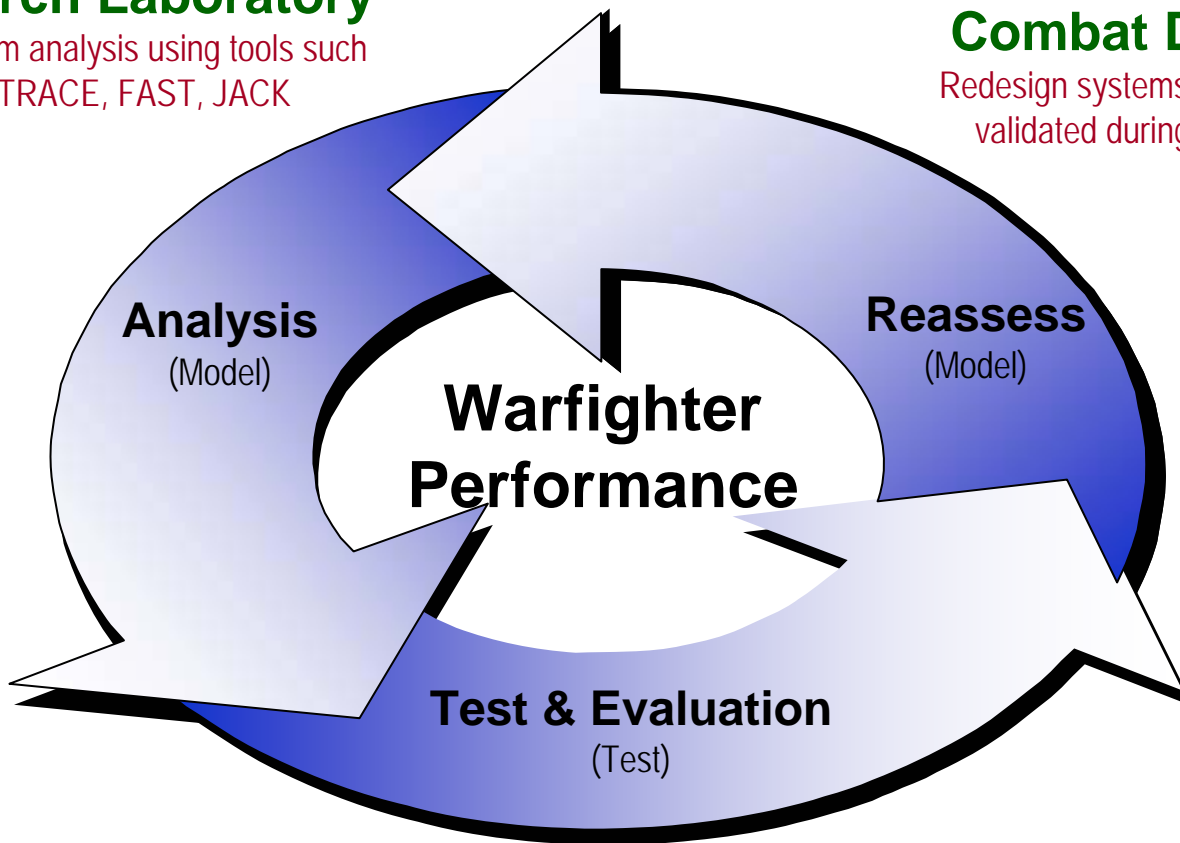 Laboratory
analysis using tools such
TRACE, FAST, JACK
Combat
Redesign systems
validated during
Analysis
(Model)
Reassess
(Model)
Warfighter
Performance
Test & Evaluation
(Test)